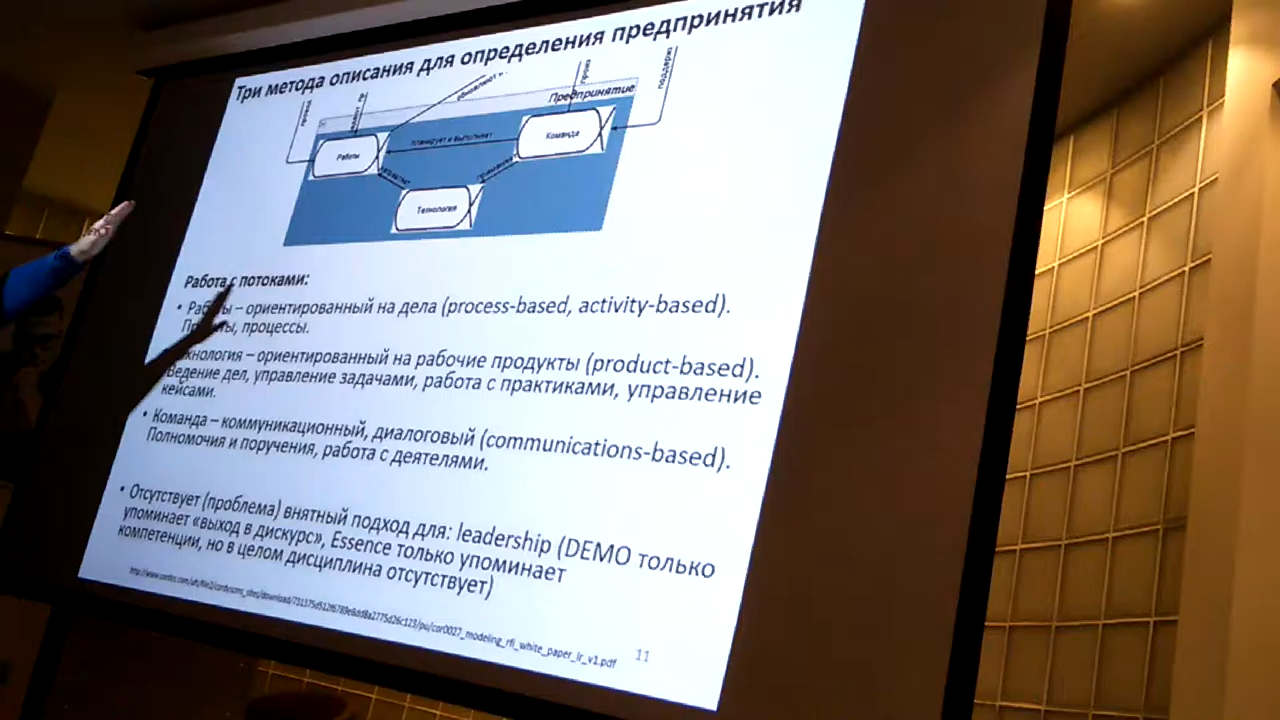 Три метода описания для определения предприятия
Предприятие
Работы
планирует и выполняет
Команда
Технология
Работа с потоками:
• Работы – ориентированный на дела (process-based, activity-based).
процессы.
– ориентированный на рабочие продукты (product-based).
Ведение дел, управление задачами, работа с практиками, управление
кейсами.
• Команда – коммуникационный, диалоговый (communications-based).
Полномочия и поручения, работа с деятелями.
• Отсутствует (проблема) внятный подход для: leadership (DEMO только
упоминает «выход в дискурс», Essence только упоминает
компетенции, но в целом дисциплина отсутствует)
11